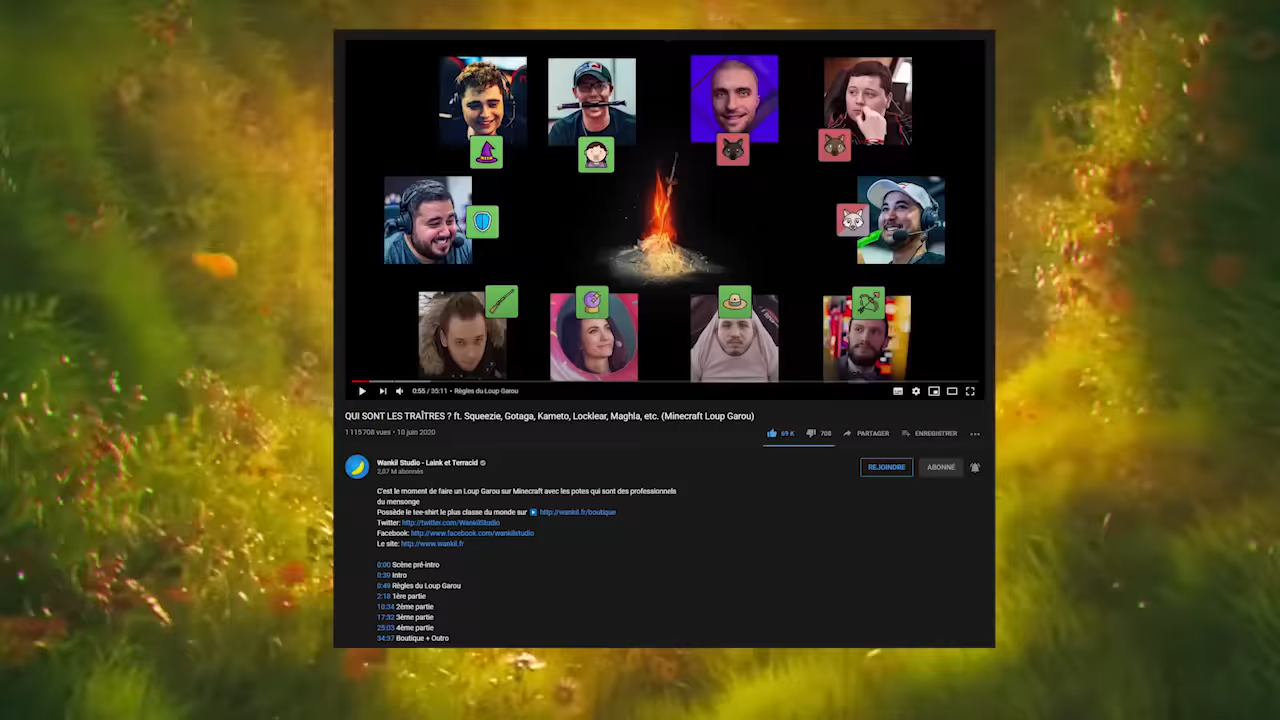 0:55 / 35:11 • Règles du Loup Garou
QUI SONT LES TRAÎTRES ? ft. Squeezie, Gotaga, Kameto, Locklear, Maghla, etc. (Minecraft Loup Garou)
1 115 708 vues • 10 juin 2020
69 K
708
PARTAGER
ENREGISTRER
Wankil Studio - Laink et Terracid
2,87 M abonnés
REJOINDRE
ABONNÉ
C'est le moment de faire un Loup Garou sur Minecraft avec les potes qui sont des professionnels
du mensonge
Possède le tee-shirt le plus classe du monde sur http://wankil.fr/boutique
Twitter: http://twitter.com/WankilStudio
Facebook: http://www.facebook.com/wankilstudio
Le site: http://www.wankil.fr
0:00 Scène pré-intro
0:39 Intro
0:49 Règles du Loup Garou
2:18 1ère partie
10:34 2ème partie
17:32 3ème partie
25:03 4ème partie
34:37 Boutique + Outro